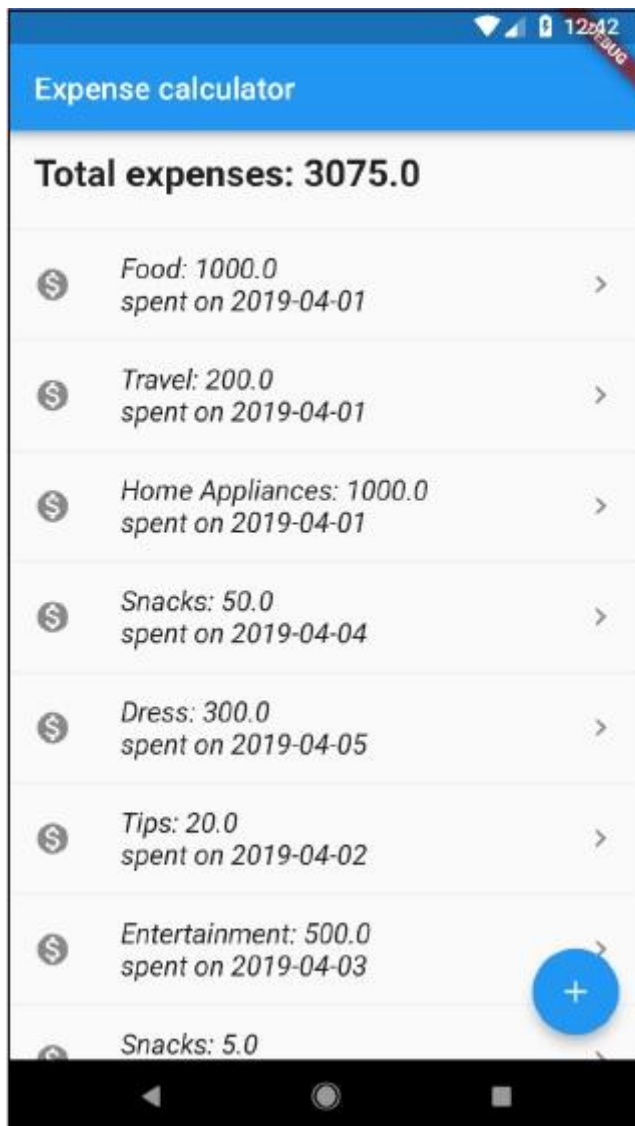 12:42
DEBUG
Expense calculator
Total expenses: 3075.0
Food: 1000.0
spent on 2019-04-01
Travel: 200.0
spent on 2019-04-01
Home Appliances: 1000.0
spent on 2019-04-01
Snacks: 50.0
spent on 2019-04-04
Dress: 300.0
spent on 2019-04-05
Tips: 20.0
spent on 2019-04-02
Entertainment: 500.0
spent on 2019-04-03
Snacks: 5.0